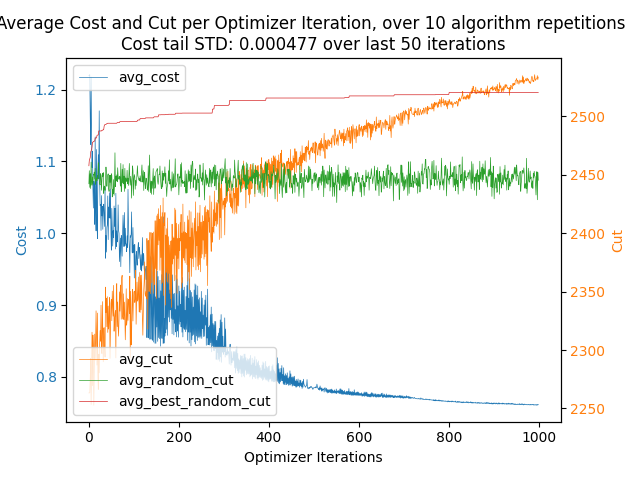 Average Cost and Cut per Optimizer Iteration, over 10 algorithm repetitions
Cost tail STD: 0.000477 over last 50 iterations
avg_cost
1.2
1.1
1.0
0.9
0.8
Cost
2500
2450
2400
2350
2300
2250
Cut
avg_cut
avg_random_cut
avg_best_random_cut
0 200 400 600 800 1000
Optimizer Iterations